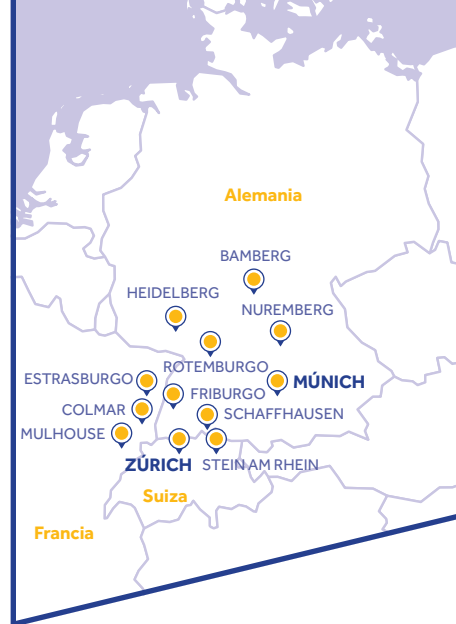 Alemania
BAMBERG
HEIDELBERG
NUREMBERG
ROTEMBURGO
ESTRASBURGO
MÚNICH
FRIBURGO
COLMAR
SCHAFFHAUSEN
MULHOUSE
ZÚRICH
STEIN AM RHEIN
Suiza
Francia